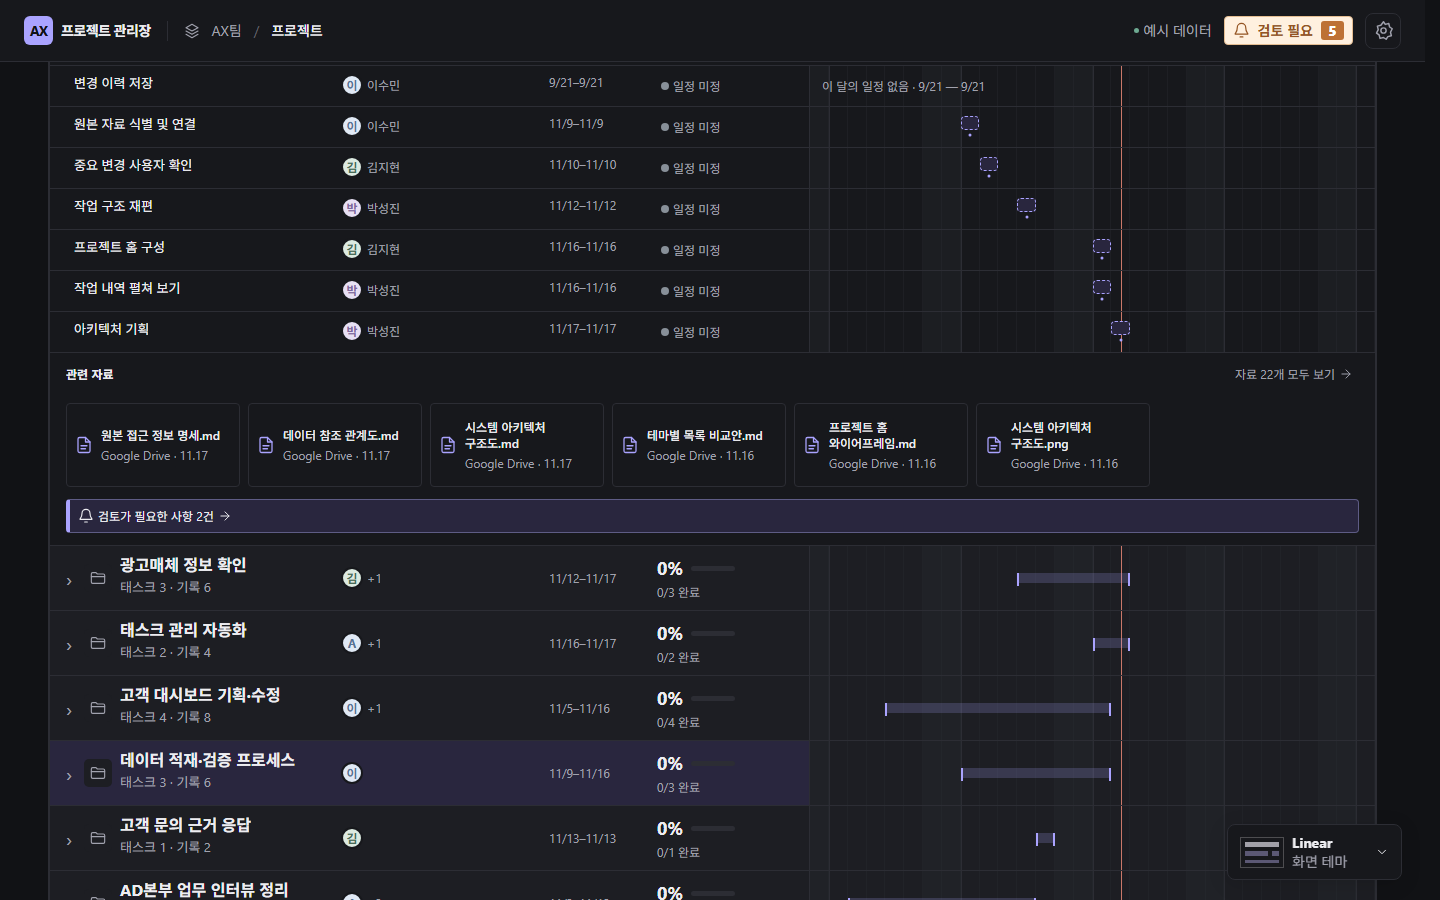 AX 프로젝트 관리장 AX팀 / 프로젝트 예시 데이터 검토 필요 5
변경 이력 저장 이 이수민 9/21–9/21 일정 미정 이 달의 일정 없음 · 9/21 — 9/21
원본 자료 식별 및 연결 이 이수민 11/9–11/9 일정 미정
중요 변경 사용자 확인 김 김지현 11/10–11/10 일정 미정
작업 구조 재편 박 박성진 11/12–11/12 일정 미정
프로젝트 홈 구성 김 김지현 11/16–11/16 일정 미정
작업 내역 펼쳐 보기 박 박성진 11/16–11/16 일정 미정
아키텍처 기획 박 박성진 11/17–11/17 일정 미정
관련 자료 자료 22개 모두 보기 →
원본 접근 정보 명세.md
Google Drive · 11.17
데이터 참조 관계도.md
Google Drive · 11.17
시스템 아키텍처
구조도.md
Google Drive · 11.17
테마별 목록 비교안.md
Google Drive · 11.16
프로젝트 홈
와이어프레임.md
Google Drive · 11.16
시스템 아키텍처
구조도.png
Google Drive · 11.16
검토가 필요한 사항 2건 →
광고매체 정보 확인
태스크 3 · 기록 6
김 +1 11/12–11/17
0%
0/3 완료
태스크 관리 자동화
태스크 2 · 기록 4
A +1 11/16–11/17
0%
0/2 완료
고객 대시보드 기획·수정
태스크 4 · 기록 8
이 +1 11/5–11/16
0%
0/4 완료
데이터 적재·검증 프로세스
태스크 3 · 기록 6
이 11/9–11/16
0%
0/3 완료
고객 문의 근거 응답
태스크 1 · 기록 2
김 11/13–11/13
0%
0/1 완료
AD본부 업무 인터뷰 정리
0%
Linear
화면 테마